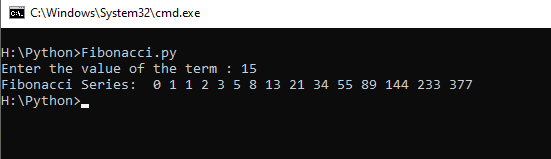 C:\Windows\System32\cmd.exe
H:\Python>Fibonacci.py
Enter the value of the term : 15
Fibonacci Series:  0 1 1 2 3 5 8 13 21 34 55 89 144 233 377
H:\Python>